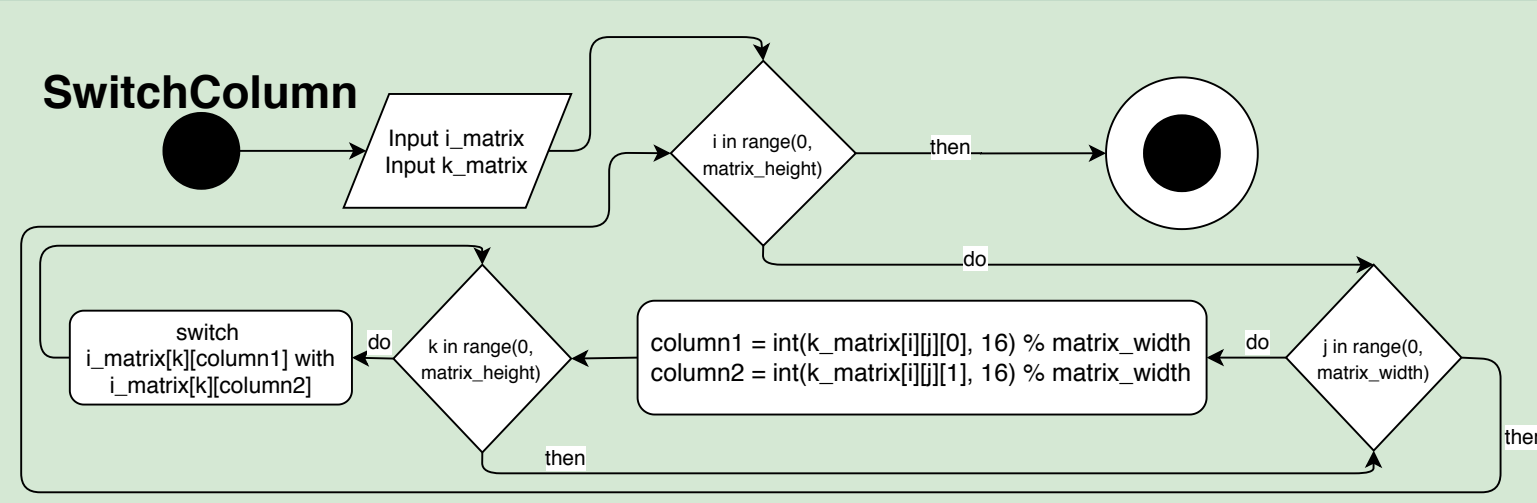 SwitchColumn
Input i_matrix
Input k_matrix
i in range(0,
matrix_height)
then
do
switch
i_matrix[k][column1] with
i_matrix[k][column2]
do
k in range(0,
matrix_height)
column1 = int(k_matrix[i][j][0], 16) % matrix_width
column2 = int(k_matrix[i][j][1], 16) % matrix_width
do
j in range(0,
matrix_width)
then
then